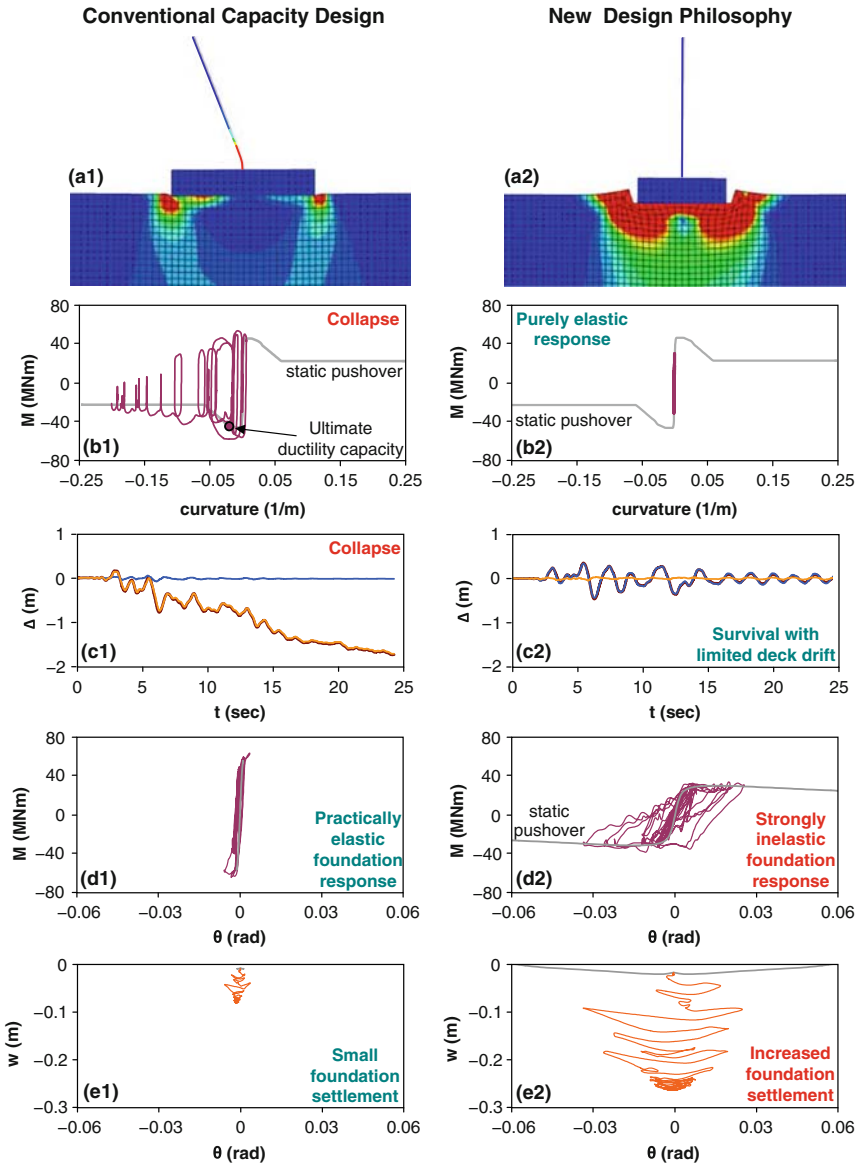 Conventional Capacity Design
New Design Philosophy
(a1)
(a2)
80
40
0
−40
−80
M (MNm)
Collapse
static pushover
Ultimate
ductility capacity
(b1)
−0.25
−0.15
−0.05
0.05
0.15
0.25
curvature (1/m)
80
40
0
−40
−80
M (MNm)
Purely elastic
response
static pushover
(b2)
−0.25
−0.15
−0.05
0.05
0.15
0.25
curvature (1/m)
1
0
−1
−2
Δ (m)
Collapse
(c1)
0
5
10
15
20
25
t (sec)
1
0
−1
−2
Δ (m)
Survival with
limited deck drift
(c2)
0
5
10
15
20
25
t (sec)
80
40
0
−40
−80
M (MNm)
Practically
elastic
foundation
response
(d1)
−0.06
−0.03
0
0.03
0.06
θ (rad)
80
40
0
−40
−80
M (MNm)
static
pushover
Strongly
inelastic
foundation
response
(d2)
−0.06
−0.03
0
0.03
0.06
θ (rad)
0
−0.1
−0.2
−0.3
w (m)
Small
foundation
settlement
(e1)
−0.06
−0.03
0
0.03
0.06
θ (rad)
0
−0.1
−0.2
−0.3
w (m)
Increased
foundation
settlement
(e2)
−0.06
−0.03
0
0.03
0.06
θ (rad)